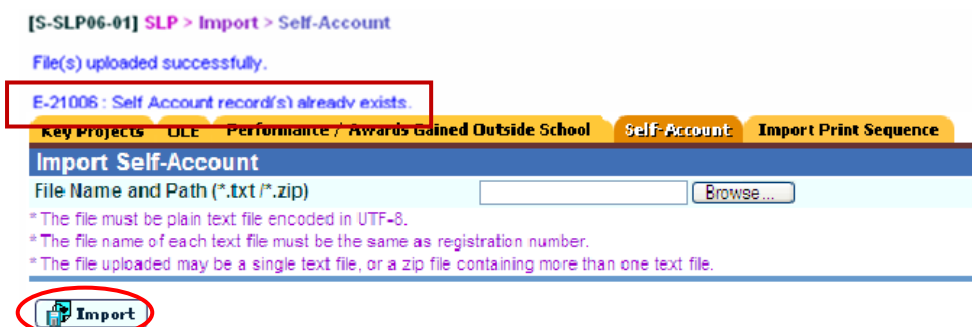 [S-SLP06-01] SLP > Import > Self-Account
File(s) uploaded successfully.
E-21006 : Self Account record(s) already exists.
Key Projects OLE Performance / Awards Gained Outside School Self-Account Import Print Sequence
Import Self-Account
File Name and Path (*.txt /*.zip) Browse...
* The file must be plain text file encoded in UTF-8.
* The file name of each text file must be the same as registration number.
* The file uploaded may be a single text file, or a zip file containing more than one text file.
Import